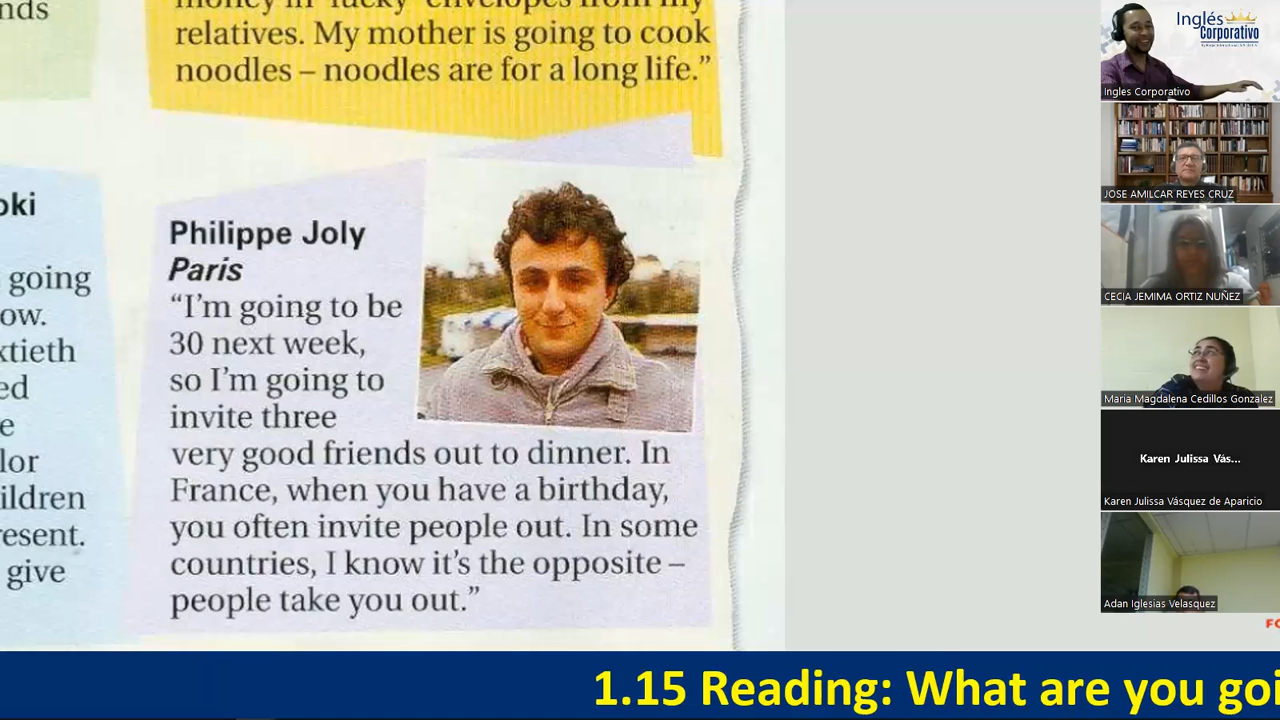 nds
money in "lucky" envelopes from my
relatives. My mother is going to cook
noodles – noodles are for a long life."
oki
going
ow.
xtieth
ed
e
lor
ildren
resent.
give
Philippe Joly
Paris
"I'm going to be
30 next week,
so I'm going to
invite three
very good friends out to dinner. In
France, when you have a birthday,
you often invite people out. In some
countries, I know it's the opposite –
people take you out."
Inglés
Corporativo
Ingles Corporativo
JOSE AMILCAR REYES CRUZ
CECIA JEMIMA ORTIZ NUÑEZ
Maria Magdalena Cedillos Gonzalez
Karen Julissa Vás...
Karen Julissa Vásquez de Aparicio
Adan Iglesias Velasquez
FO
1.15 Reading: What are you goi